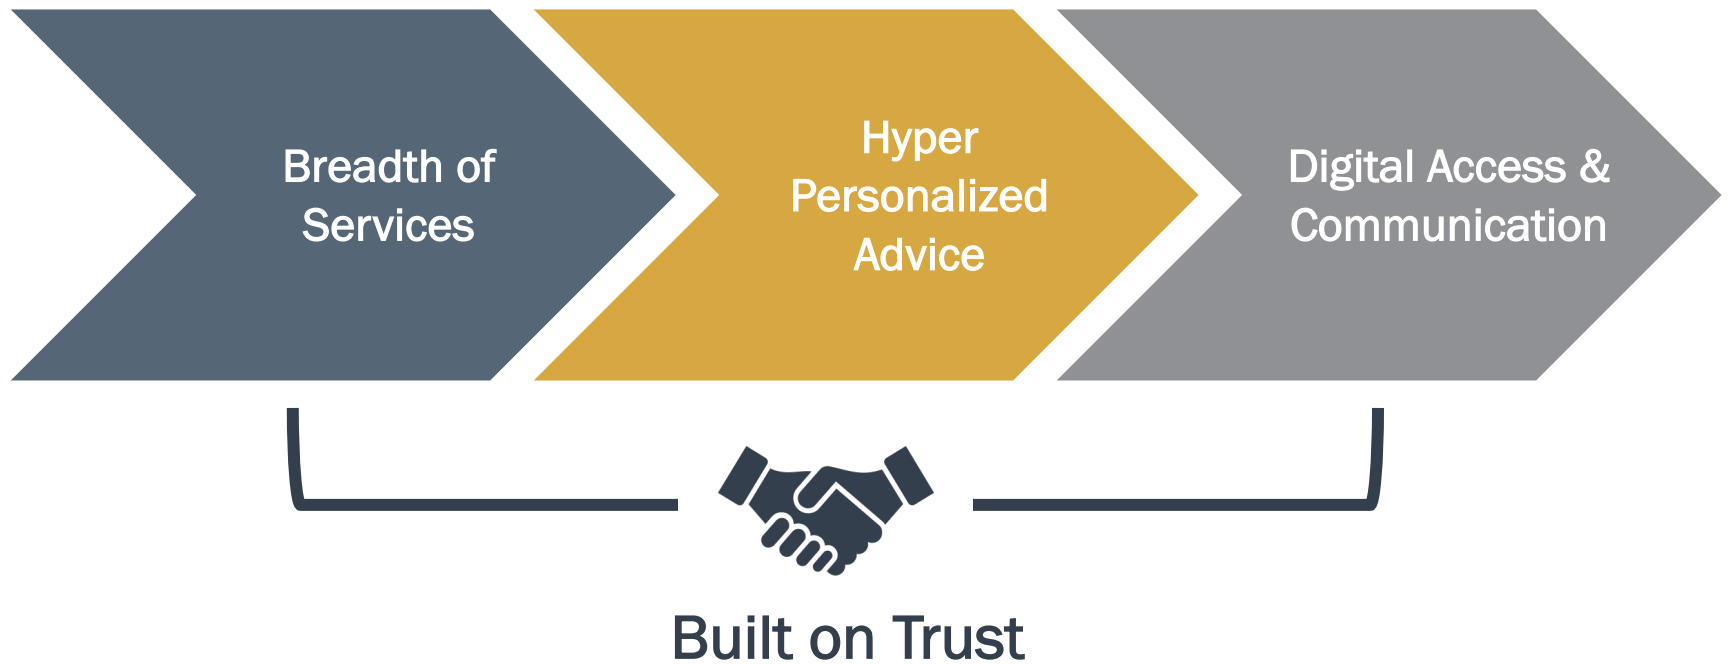 Breadth of
Services
Hyper
Personalized
Advice
Digital Access &
Communication
Built on Trust